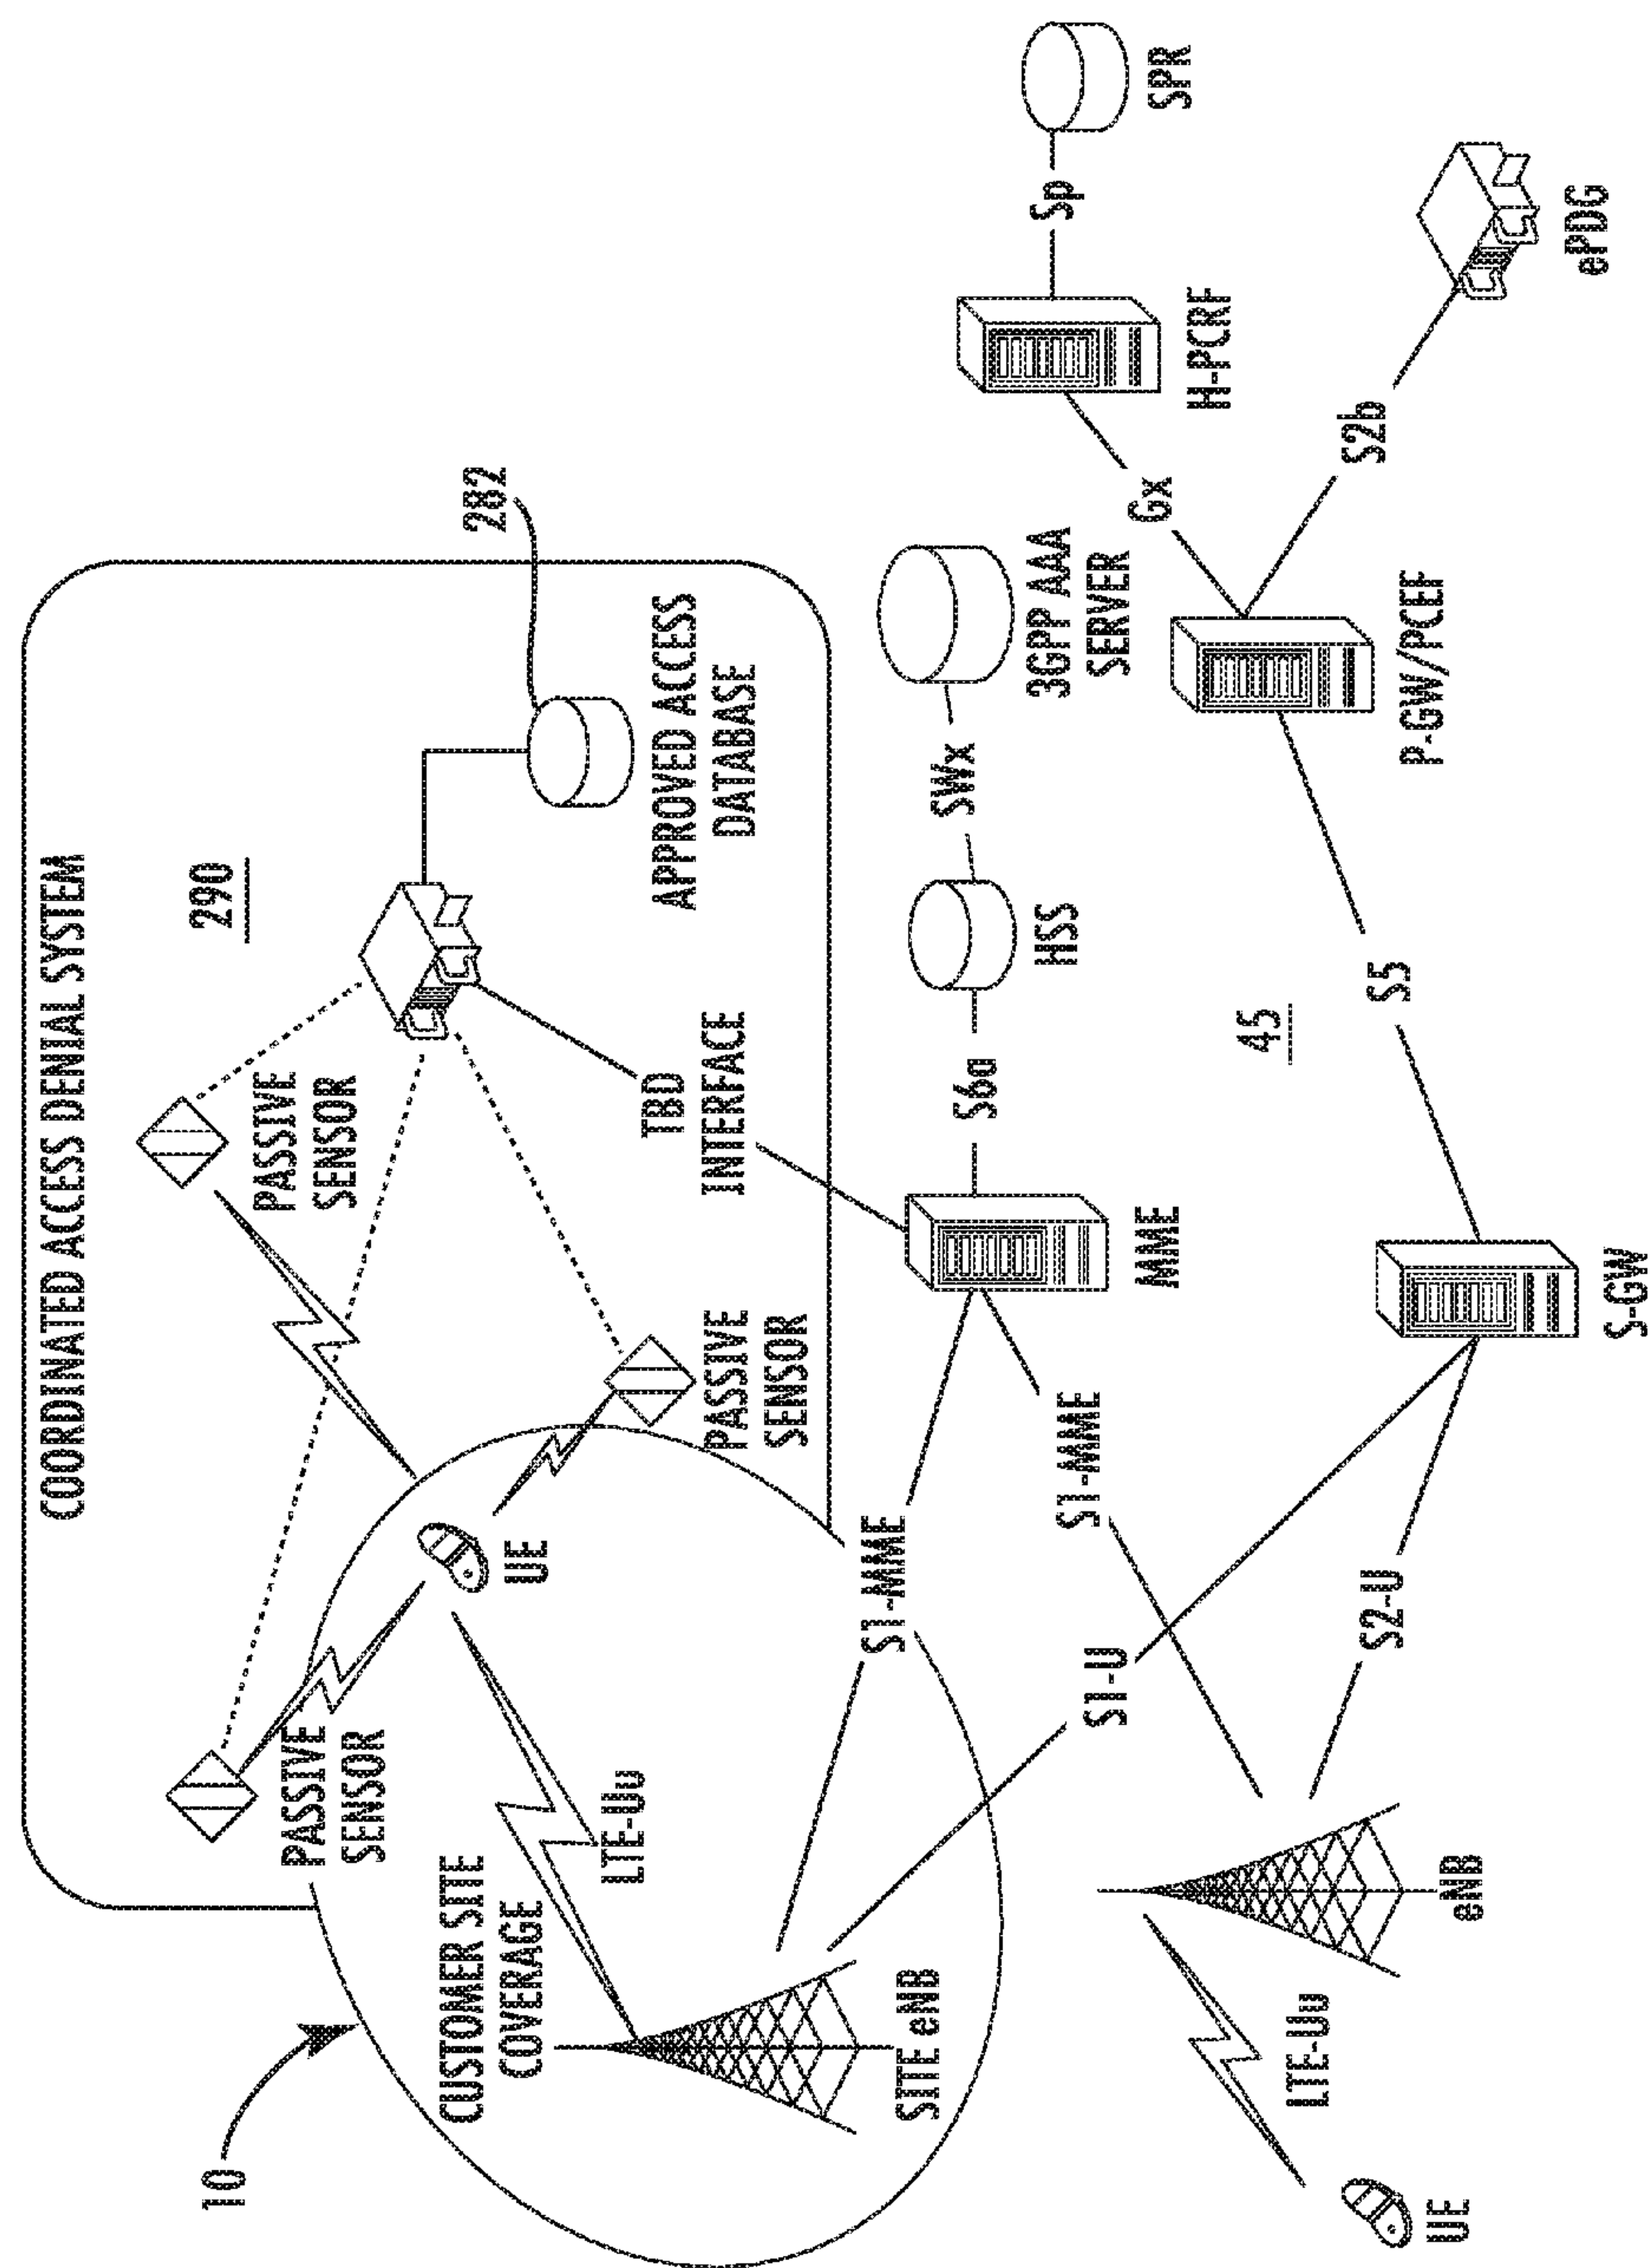 COORDINATED ACCESS DENIAL SYSTEM
290
282
10
PASSIVE
SENSOR
PASSIVE
SENSOR
PASSIVE
SENSOR
APPROVED ACCESS
DATABASE
UE
TBD
INTERFACE
CUSTOMER SITE
COVERAGE
LTE-Uu
SITE eNB
S1-MME
S1-MME
MME
S6a
HSS
SWx
3GPP AAA
SERVER
S1-U
S2-U
S-GW
45
S5
P-GW/PCEF
Gx
H-PCRF
Sp
SPR
S2b
ePDG
UE
LTE-Uu
eNB